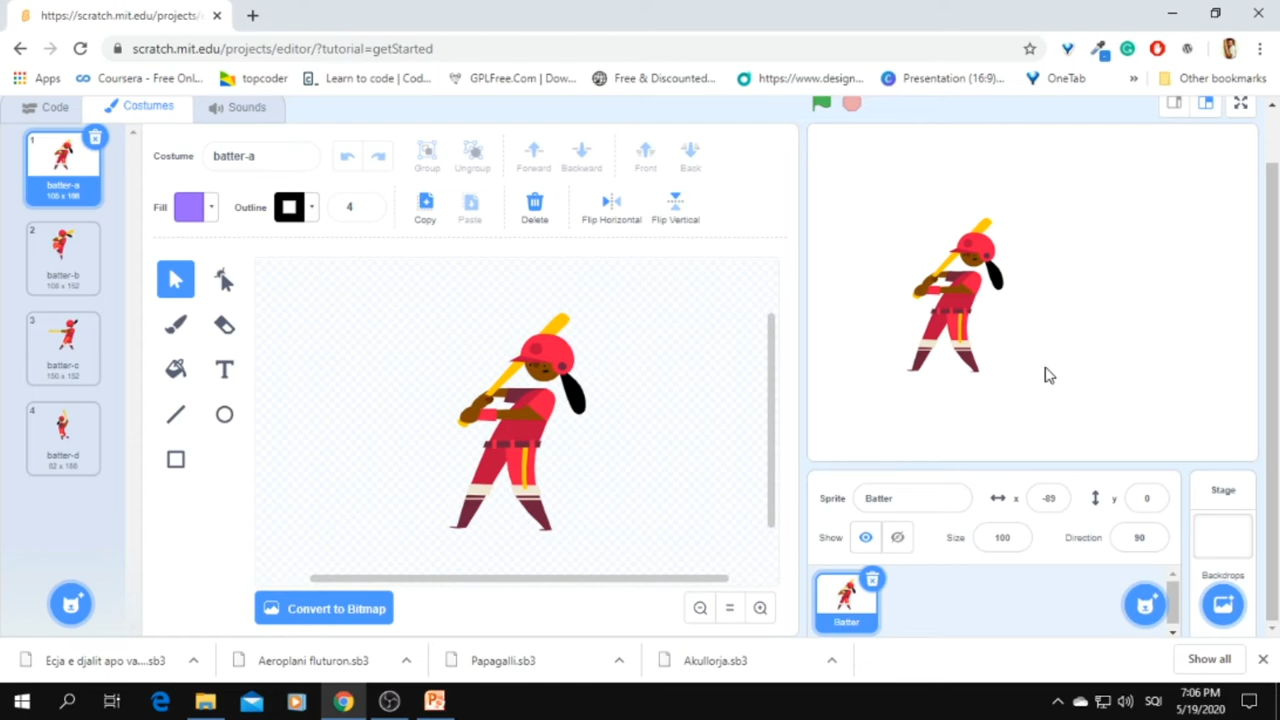 https://scratch.mit.edu/projects/e
scratch.mit.edu/projects/editor/?tutorial=getStarted
Apps
Coursera - Free Onl...
topcoder
Learn to code | Cod...
GPLFree.Com | Dow...
Free & Discounted...
https://www.design...
Presentation (16:9)...
OneTab
»
Other bookmarks
Code
Costumes
Sounds
1
batter-a
105 x 186
2
batter-b
108 x 152
3
batter-c
150 x 152
4
batter-d
62 x 186
Costume
batter-a
Group
Ungroup
Forward
Backward
Front
Back
Fill
Outline
4
Copy
Paste
Delete
Flip Horizontal
Flip Vertical
T
Convert to Bitmap
Sprite
Batter
x
-89
y
0
Show
Size
100
Direction
90
Batter
Stage
Backdrops
Ecja e djalit apo va....sb3
Aeroplani fluturon.sb3
Papagalli.sb3
Akullorja.sb3
Show all
SQI
7:06 PM
5/19/2020